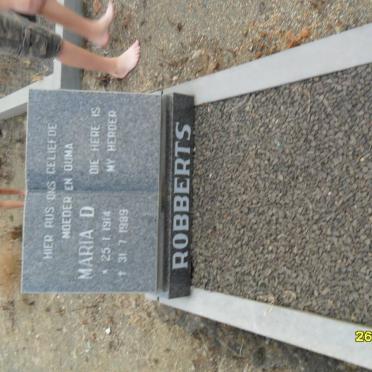 HIER RUS ONS GELIEFDE
MOEDER EN OUMA
MARIA D
* 25·1·1914
† 31·7·1989
DIE HERE IS
MY HERDER
ROBBERTS
26